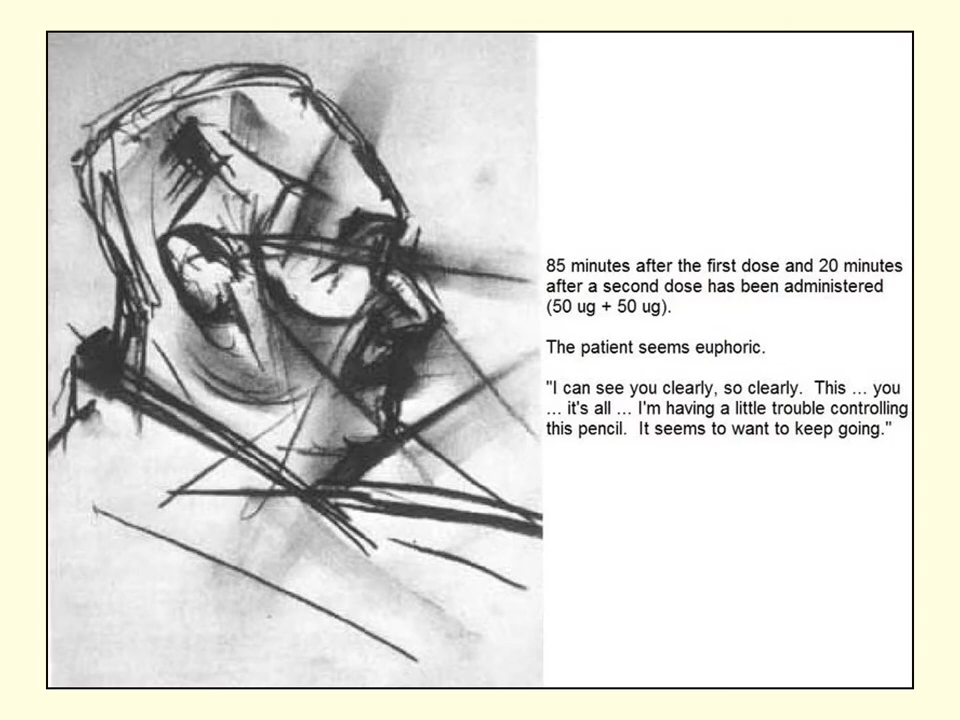 85 minutes after the first dose and 20 minutes
after a second dose has been administered
(50 ug + 50 ug).
The patient seems euphoric.
"I can see you clearly, so clearly.  This ... you
... it's all ... I'm having a little trouble controlling
this pencil.  It seems to want to keep going."